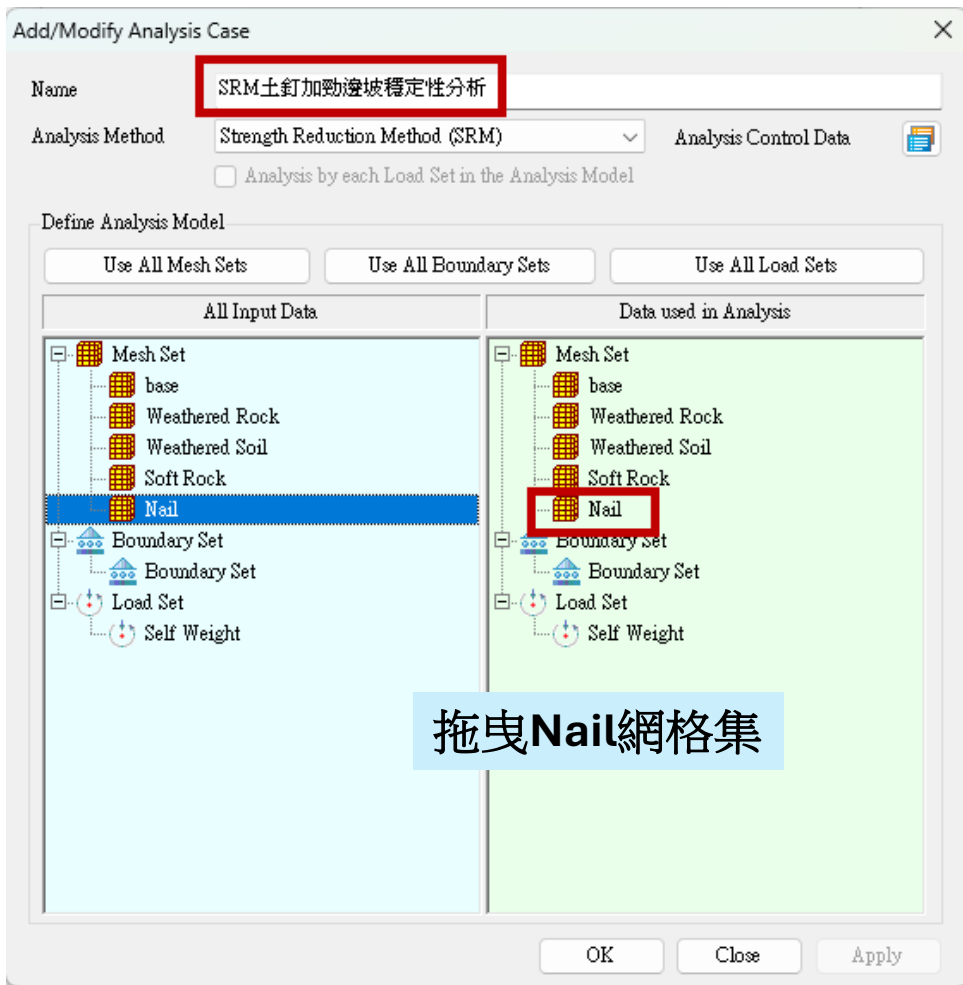 Add/Modify Analysis Case
Name SRM土釘加勁邊坡穩定性分析
Analysis Method Strength Reduction Method (SRM) Analysis Control Data
Analysis by each Load Set in the Analysis Model
Define Analysis Model
Use All Mesh Sets Use All Boundary Sets Use All Load Sets
All Input Data Data used in Analysis
Mesh Set Mesh Set
base base
Weathered Rock Weathered Rock
Weathered Soil Weathered Soil
Soft Rock Soft Rock
Nail Nail
Boundary Set Boundary Set
Boundary Set Boundary Set
Load Set Load Set
Self Weight Self Weight
拖曳Nail網格集
OK Close Apply